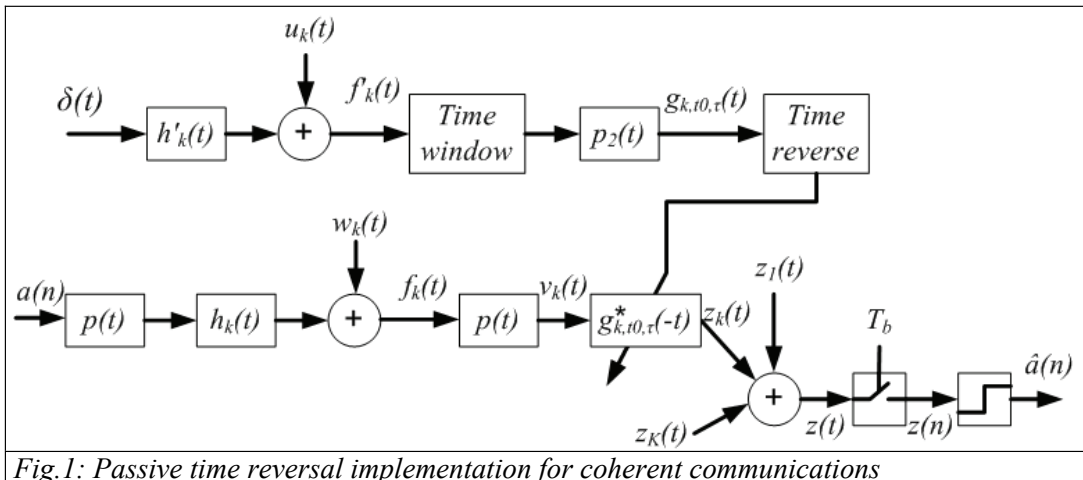 u_k(t)
δ(t)
h'_k(t)
+
f'_k(t)
Time
window
p_2(t)
g_{k,t0,τ}(t)
Time
reverse
w_k(t)
a(n)
p(t)
h_k(t)
+
f_k(t)
p(t)
v_k(t)
g*_{k,t0,τ}(-t)
z_k(t)
z_1(t)
+
z_K(t)
z(t)
T_b
z(n)
â(n)
Fig.1: Passive time reversal implementation for coherent communications